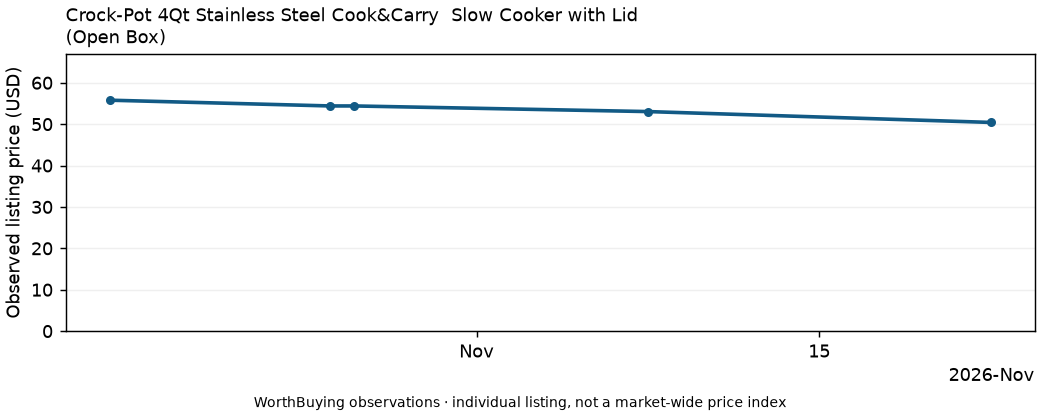 Crock-Pot 4Qt Stainless Steel Cook&Carry  Slow Cooker with Lid
(Open Box)
Observed listing price (USD)
60
50
40
30
20
10
0
Nov
15
2026-Nov
WorthBuying observations · individual listing, not a market-wide price index